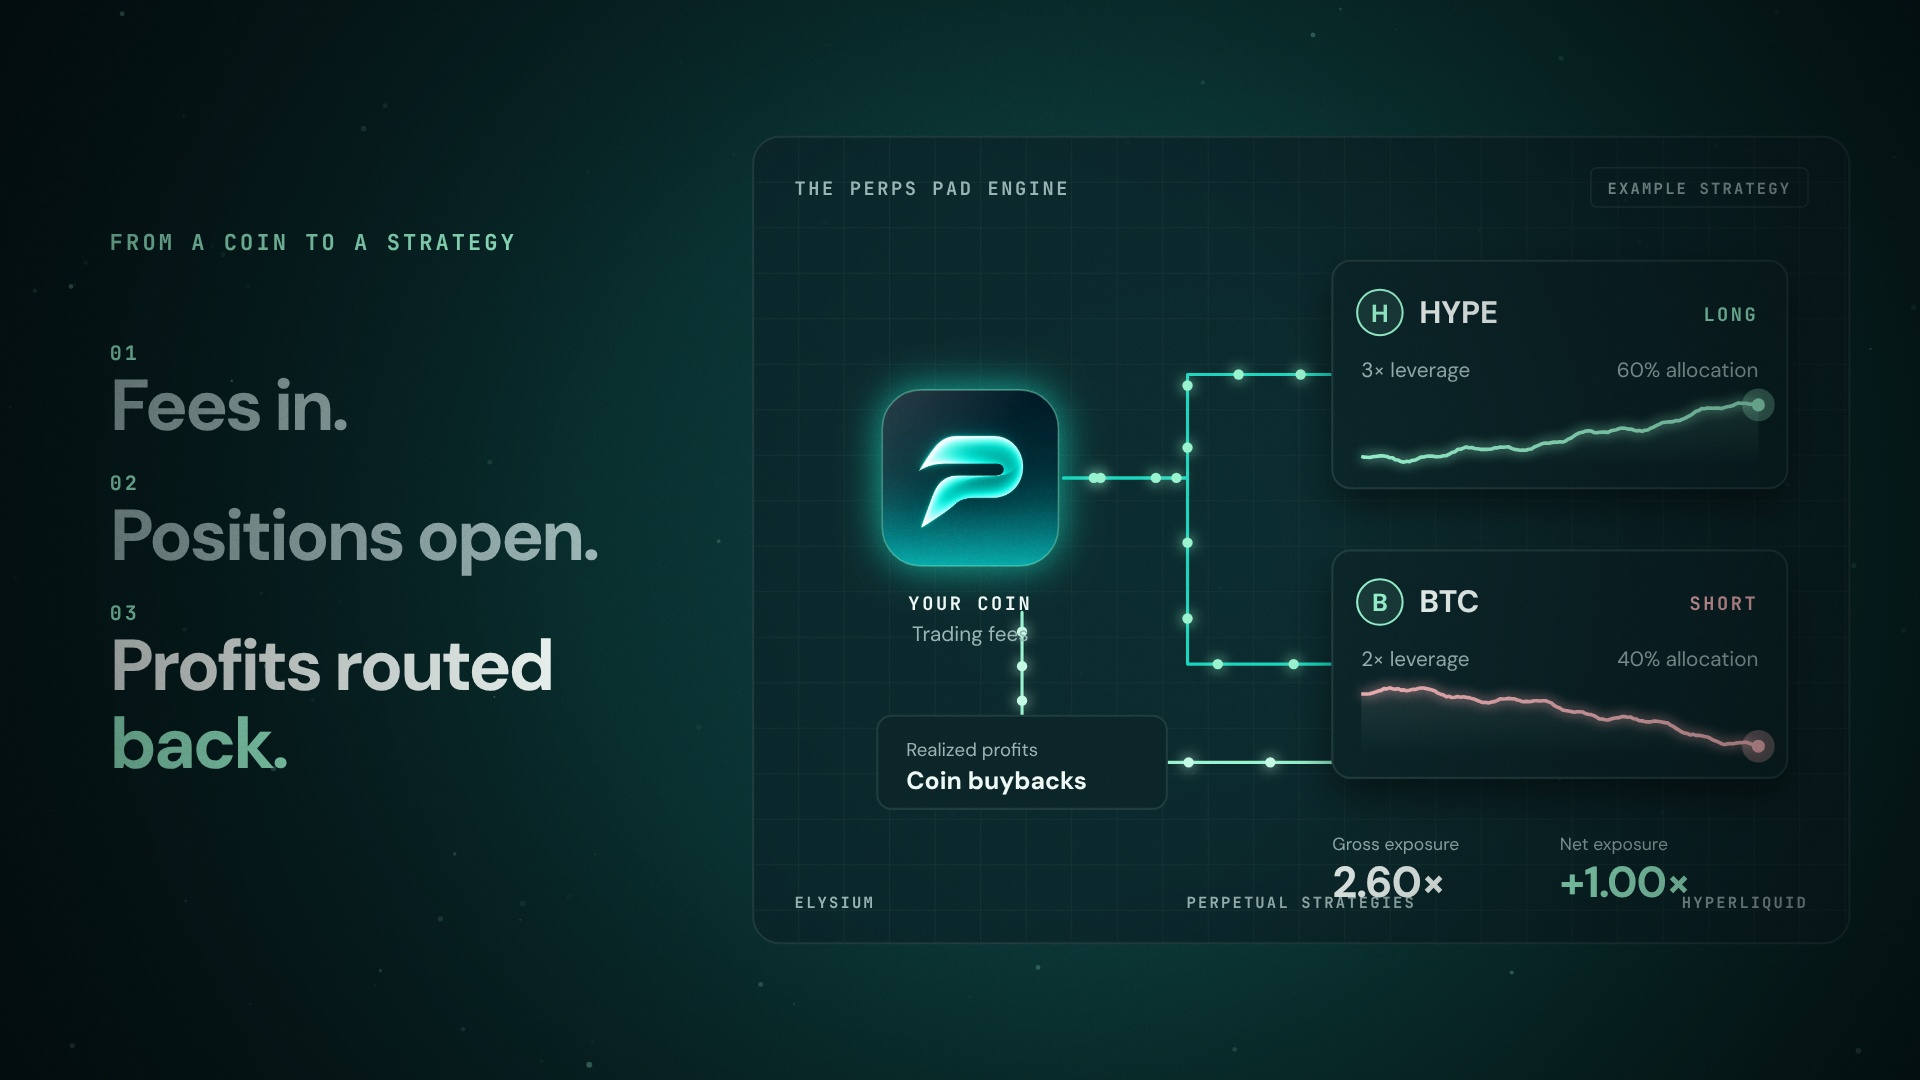 FROM A COIN TO A STRATEGY
01
Fees in.
02
Positions open.
03
Profits routed
back.
THE PERPS PAD ENGINE
EXAMPLE STRATEGY
H HYPE LONG
3× leverage 60% allocation
YOUR COIN
Trading fees
B BTC SHORT
2× leverage 40% allocation
Realized profits
Coin buybacks
Gross exposure Net exposure
2.60× +1.00×
ELYSIUM PERPETUAL STRATEGIES HYPERLIQUID